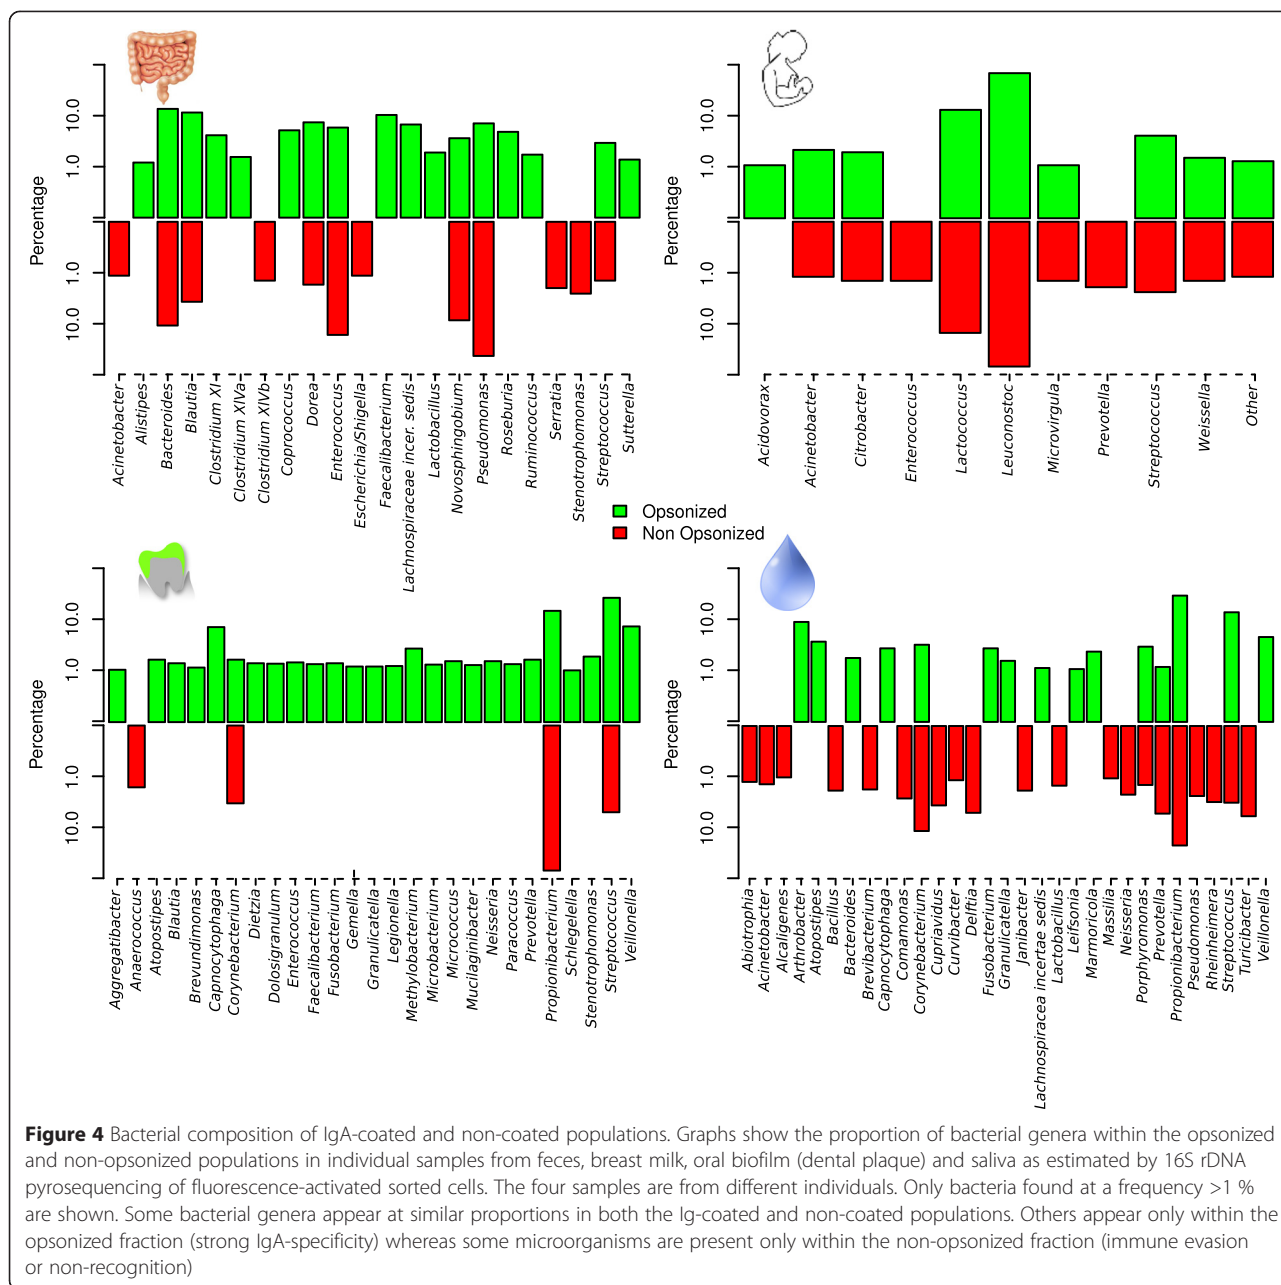 Percentage
10.0
1.0
1.0
10.0
Acinetobacter
Alistipes
Bacteroides
Blautia
Clostridium XI
Clostridium XIVa
Clostridium XIVb
Coprococcus
Dorea
Enterococcus
Escherichia/Shigella
Faecalibacterium
Lachnospiraceae incer. sedis
Lactobacillus
Novosphingobium
Pseudomonas
Roseburia
Ruminococcus
Serratia
Stenotrophomonas
Streptococcus
Sutterella
Percentage
10.0
1.0
1.0
10.0
Acidovorax
Acinetobacter
Citrobacter
Enterococcus
Lactococcus
Leuconostoc
Microvirgula
Prevotella
Streptococcus
Weissella
Other
Opsonized
Non Opsonized
Percentage
10.0
1.0
1.0
10.0
Aggregatibacter
Anaerococcus
Atopostipes
Blautia
Brevundimonas
Capnocytophaga
Corynebacterium
Dietzia
Dolosigranulum
Enterococcus
Faecalibacterium
Fusobacterium
Gemella
Granulicatella
Legionella
Methylobacterium
Microbacterium
Micrococcus
Mucilaginibacter
Neisseria
Paracoccus
Prevotella
Propionibacterium
Schlegelella
Stenotrophomonas
Streptococcus
Veillonella
Percentage
10.0
1.0
1.0
10.0
Abiotrophia
Acinetobacter
Alcaligenes
Arthrobacter
Atopostipes
Bacillus
Bacteroides
Brevibacterium
Capnocytophaga
Comamonas
Corynebacterium
Cupriavidus
Curvibacter
Delftia
Fusobacterium
Granulicatella
Janibacter
Lachnospiracea incertae sedis
Lactobacillus
Leifsonia
Marmoricola
Massilia
Neisseria
Porphyromonas
Prevotella
Propionibacterium
Pseudomonas
Rheinheimera
Streptococcus
Turicibacter
Veillonella
Figure 4 Bacterial composition of IgA-coated and non-coated populations. Graphs show the proportion of bacterial genera within the opsonized
and non-opsonized populations in individual samples from feces, breast milk, oral biofilm (dental plaque) and saliva as estimated by 16S rDNA
pyrosequencing of fluorescence-activated sorted cells. The four samples are from different individuals. Only bacteria found at a frequency >1 %
are shown. Some bacterial genera appear at similar proportions in both the Ig-coated and non-coated populations. Others appear only within the
opsonized fraction (strong IgA-specificity) whereas some microorganisms are present only within the non-opsonized fraction (immune evasion
or non-recognition)